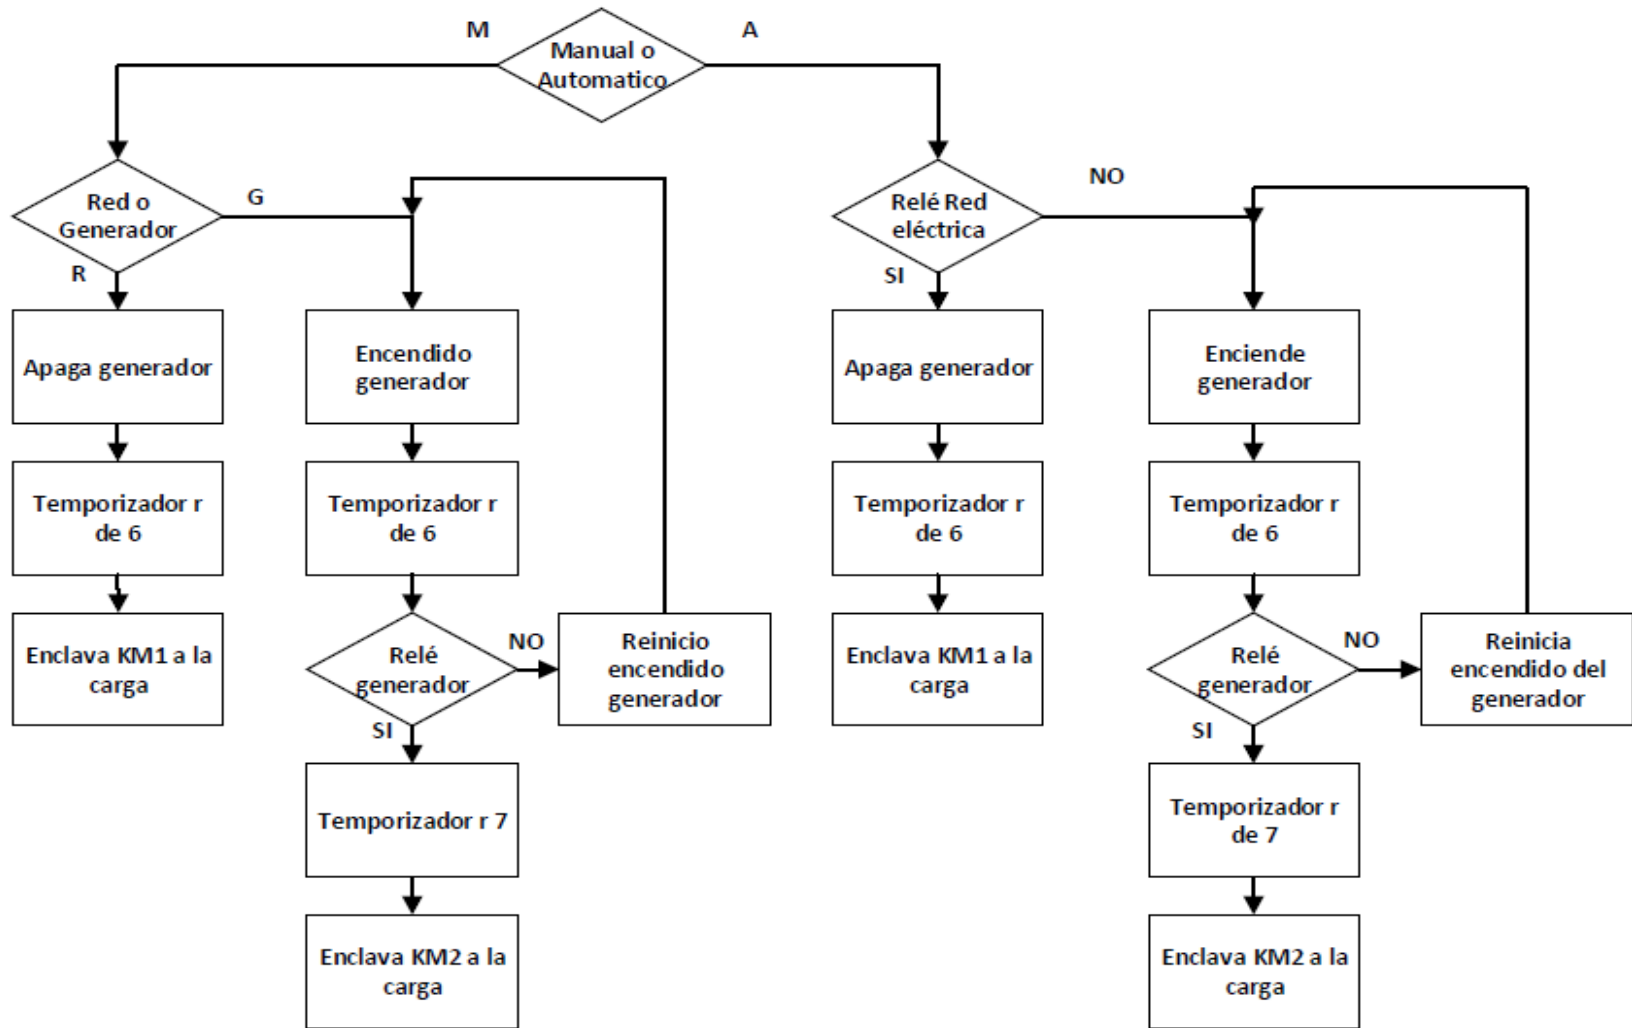 M
Manual o
Automatico
A
Red o
Generador
G
R
Relé Red
eléctrica
NO
SI
Apaga generador
Encendido
generador
Apaga generador
Enciende
generador
Temporizador r
de 6
Temporizador r
de 6
Temporizador r
de 6
Temporizador r
de 6
Enclava KM1 a la
carga
Relé
generador
NO
SI
Reinicio
encendido
generador
Enclava KM1 a la
carga
Relé
generador
NO
SI
Reinicia
encendido del
generador
Temporizador r 7
Temporizador r
de 7
Enclava KM2 a la
carga
Enclava KM2 a la
carga